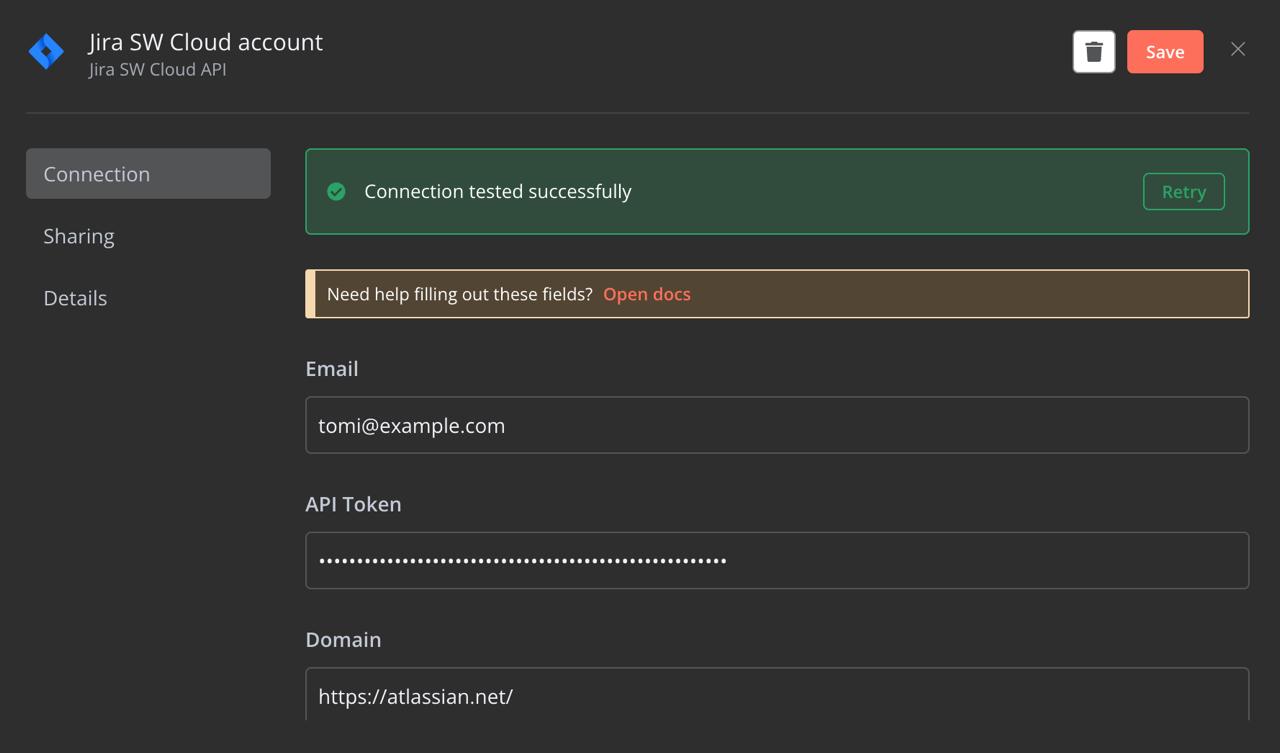 Jira SW Cloud account
Jira SW Cloud API
Save
Connection
Sharing
Details
Connection tested successfully
Retry
Need help filling out these fields? Open docs
Email
tomi@example.com
API Token
••••••••••••••••••••••••••••••••••••••••••••••••••••••
Domain
https://atlassian.net/